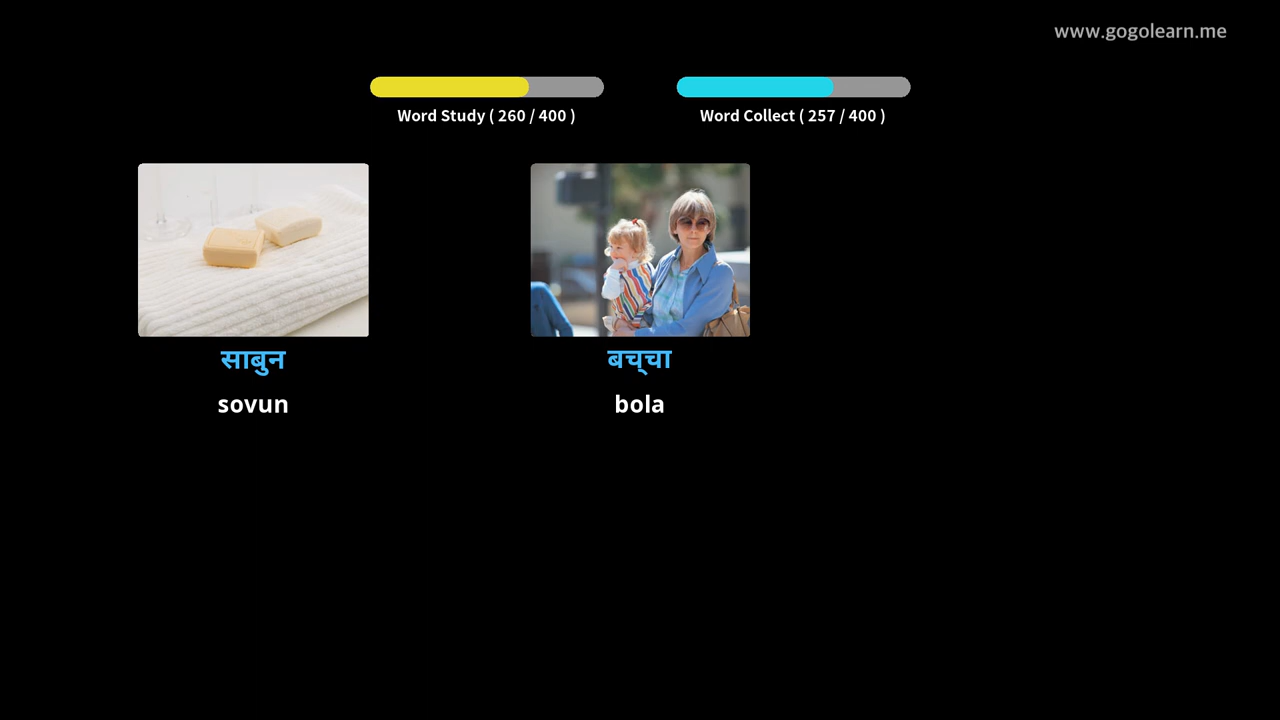 www.gogolearn.me
Word Study ( 260 / 400 )
Word Collect ( 257 / 400 )
साबुन
बच्चा
sovun
bola